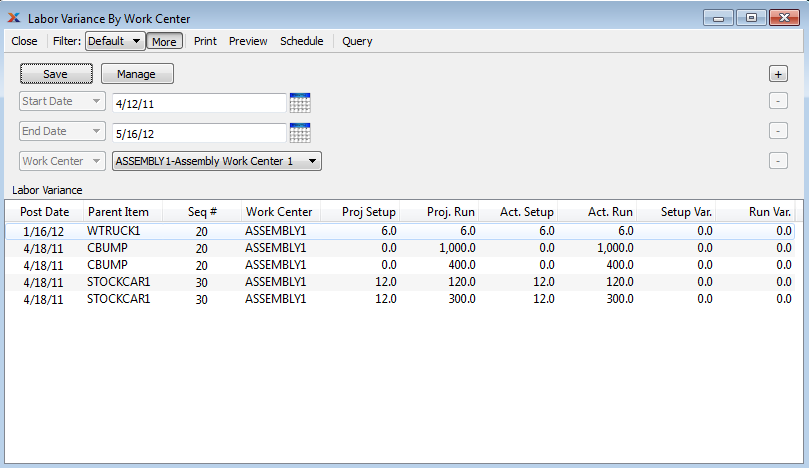 Labor Variance By Work Center
Close Filter: Default More Print Preview Schedule Query
Save Manage +
Start Date 4/12/11 -
End Date 5/16/12 -
Work Center ASSEMBLY1-Assembly Work Center 1 -
Labor Variance
Post Date Parent Item Seq # Work Center Proj Setup Proj. Run Act. Setup Act. Run Setup Var. Run Var.
1/16/12 WTRUCK1 20 ASSEMBLY1 6.0 6.0 6.0 6.0 0.0 0.0
4/18/11 CBUMP 20 ASSEMBLY1 0.0 1,000.0 0.0 1,000.0 0.0 0.0
4/18/11 CBUMP 20 ASSEMBLY1 0.0 400.0 0.0 400.0 0.0 0.0
4/18/11 STOCKCAR1 30 ASSEMBLY1 12.0 120.0 12.0 120.0 0.0 0.0
4/18/11 STOCKCAR1 30 ASSEMBLY1 12.0 300.0 12.0 300.0 0.0 0.0